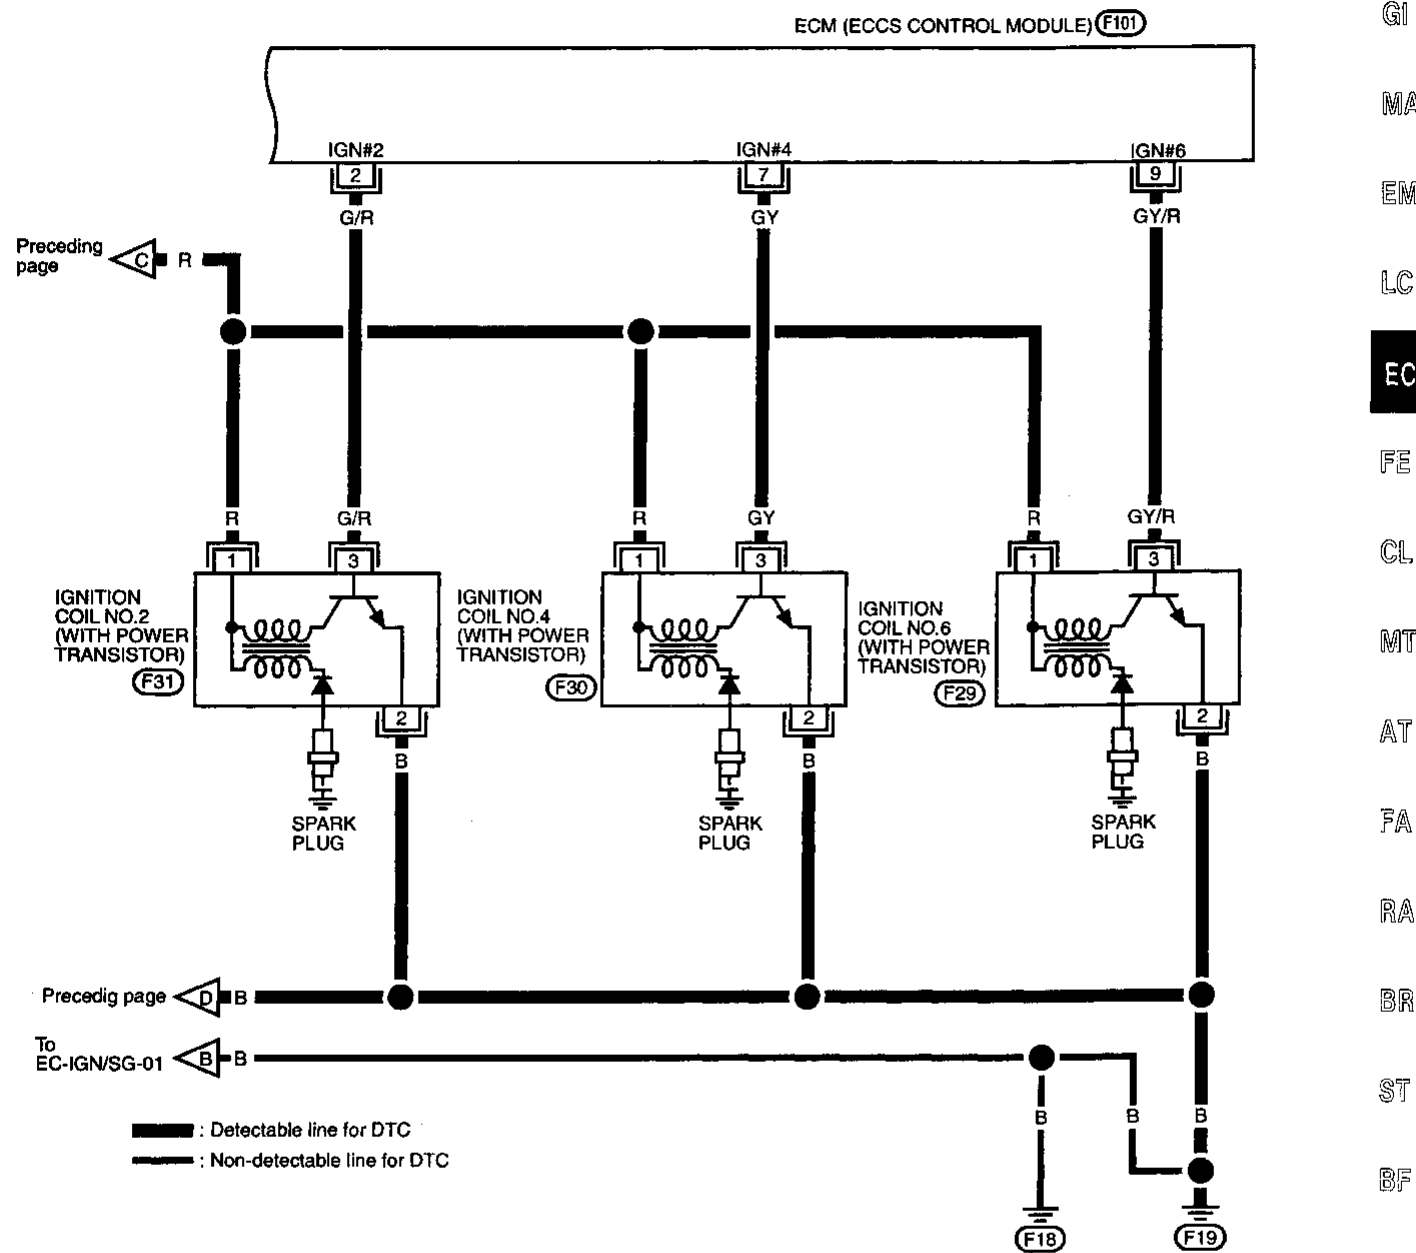 ECM (ECCS CONTROL MODULE) F101
GI
MA
EM
LC
EC
FE
CL
MT
AT
FA
RA
BR
ST
BF
IGN#2
IGN#4
IGN#6
2
7
9
G/R
GY
GY/R
Preceding
page
C
R
R
G/R
R
GY
R
GY/R
1
3
1
3
1
3
IGNITION
COIL NO.2
(WITH POWER
TRANSISTOR)
F31
IGNITION
COIL NO.4
(WITH POWER
TRANSISTOR)
F30
IGNITION
COIL NO.6
(WITH POWER
TRANSISTOR)
F29
2
2
2
B
B
B
SPARK
PLUG
SPARK
PLUG
SPARK
PLUG
Precedig page
D
B
To
EC-IGN/SG-01
B
B
B
B
B
: Detectable line for DTC
: Non-detectable line for DTC
F18
F19